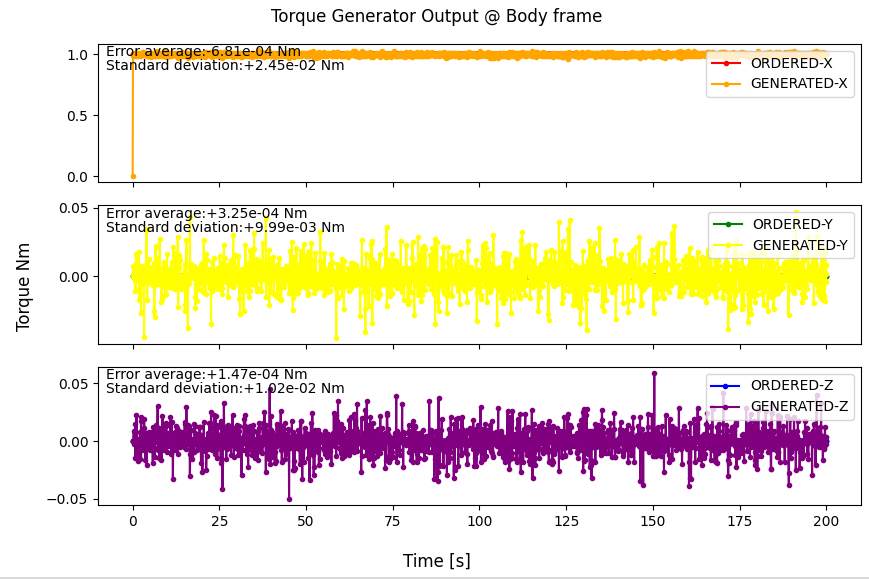 Torque Generator Output @ Body frame
Error average:-6.81e-04 Nm
Standard deviation:+2.45e-02 Nm
ORDERED-X
GENERATED-X
1.0
0.5
0.0
Error average:+3.25e-04 Nm
Standard deviation:+9.99e-03 Nm
ORDERED-Y
GENERATED-Y
0.05
0.00
Torque Nm
Error average:+1.47e-04 Nm
Standard deviation:+1.02e-02 Nm
ORDERED-Z
GENERATED-Z
0.05
0.00
−0.05
0 25 50 75 100 125 150 175 200
Time [s]